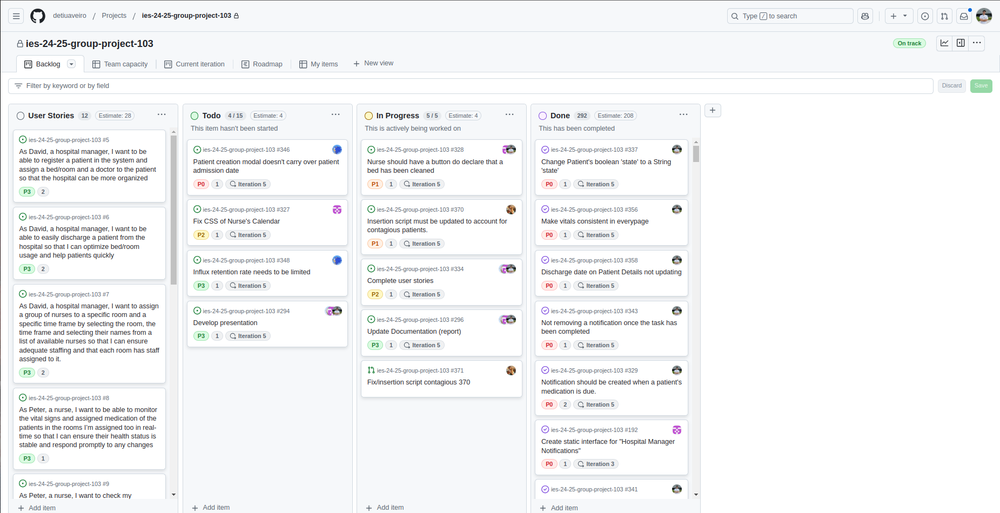 detiuaveiro / Projects / ies-24-25-group-project-103
Type / to search
ies-24-25-group-project-103
On track
Backlog
Team capacity
Current iteration
Roadmap
My items
New view
Filter by keyword or by field
Discard
Save
User Stories 12 Estimate: 28
ies-24-25-group-project-103 #5
As David, a hospital manager, I want to be
able to register a patient in the system and
assign a bed/room and a doctor to the patient
so that the hospital can be more organized
P3 2
ies-24-25-group-project-103 #6
As David, a hospital manager, I want to be
able to easily discharge a patient from the
hospital so that I can optimize bed/room
usage and help patients quickly
P3 2
ies-24-25-group-project-103 #7
As David, a hospital manager, I want to assign
a group of nurses to a specific room and a
specific time frame by selecting the room, the
time frame and selecting their names from a
list of available nurses so that I can ensure
adequate staffing and that each room has staff
assigned to it.
P3 2
ies-24-25-group-project-103 #8
As Peter, a nurse, I want to be able to monitor
the vital signs and assigned medication of the
patients in the rooms I'm assigned too in real-
time so that I can ensure their health status is
stable and respond promptly to any changes
P3 1
ies-24-25-group-project-103 #9
As Peter, a nurse, I want to check my
Add item
Todo 4 / 15 Estimate: 4
This item hasn't been started
ies-24-25-group-project-103 #346
Patient creation modal doesn't carry over patient
admission date
P0 1 Iteration 5
ies-24-25-group-project-103 #327
Fix CSS of Nurse's Calendar
P2 1 Iteration 5
ies-24-25-group-project-103 #348
Influx retention rate needs to be limited
P3 1 Iteration 5
ies-24-25-group-project-103 #294
Develop presentation
P3 1 Iteration 5
Add item
In Progress 5 / 5 Estimate: 4
This is actively being worked on
ies-24-25-group-project-103 #328
Nurse should have a button do declare that a
bed has been cleaned
P1 1 Iteration 5
ies-24-25-group-project-103 #370
Insertion script must be updated to account for
contagious patients.
P1 1 Iteration 5
ies-24-25-group-project-103 #334
Complete user stories
P2 1 Iteration 5
ies-24-25-group-project-103 #296
Update Documentation (report)
P3 1 Iteration 5
ies-24-25-group-project-103 #371
Fix/insertion script contagious 370
Add item
Done 292 Estimate: 208
This has been completed
ies-24-25-group-project-103 #337
Change Patient's boolean 'state' to a String
'state'
P0 1 Iteration 5
ies-24-25-group-project-103 #356
Make vitals consistent in everypage
P0 1 Iteration 5
ies-24-25-group-project-103 #358
Discharge date on Patient Details not updating
P0 1 Iteration 5
ies-24-25-group-project-103 #343
Not removing a notification once the task has
been completed
P0 1 Iteration 5
ies-24-25-group-project-103 #329
Notification should be created when a patient's
medication is due.
P0 2 Iteration 5
ies-24-25-group-project-103 #192
Create static interface for "Hospital Manager
Notifications"
P0 1 Iteration 3
ies-24-25-group-project-103 #341
Add item